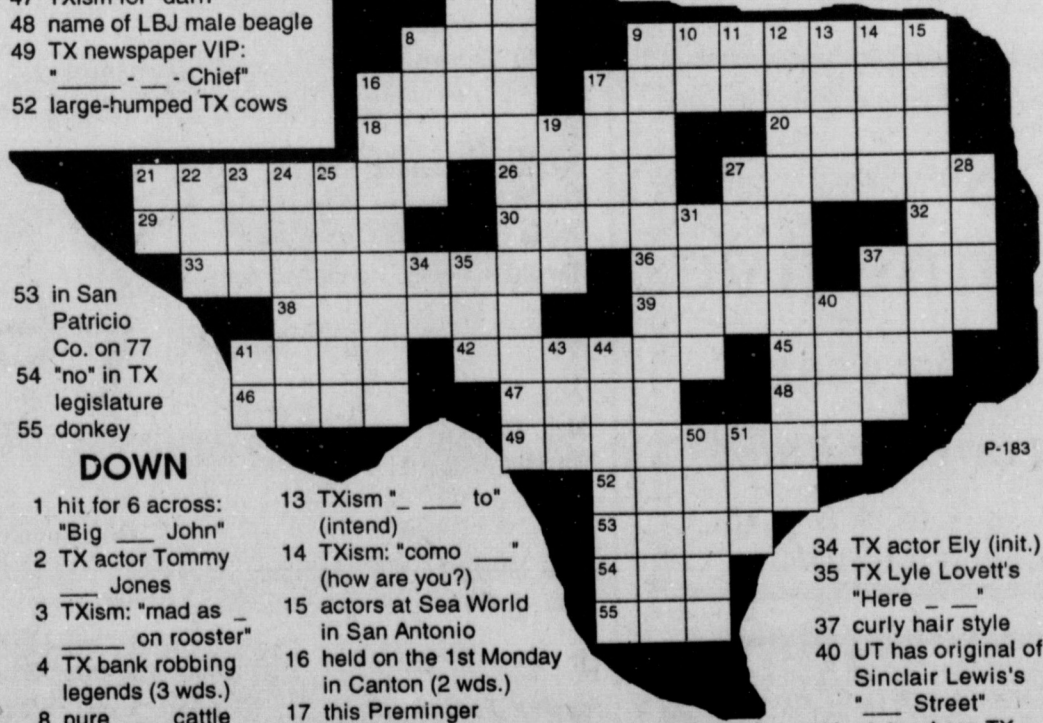 48 name of LBJ male beagle
49 TX newspaper VIP:
"____ - __ - Chief"
52 large-humped TX cows
8
9 10 11 12 13 14 15
16 17
18 19 20
21 22 23 24 25 26 27 28
29 30 31 32
33 34 35 36 37
38 39 40
41 42 43 44 45
46 47 48
49 50 51
52
53
54
55
53 in San
Patricio
Co. on 77
54 "no" in TX
legislature
55 donkey
P-183
DOWN
1 hit for 6 across:
"Big ___ John"
2 TX actor Tommy
___ Jones
3 TXism: "mad as _
____ on rooster"
4 TX bank robbing
legends (3 wds.)
8 pure ____ cattle
13 TXism "_ ___ to"
(intend)
14 TXism: "como ___"
(how are you?)
15 actors at Sea World
in San Antonio
16 held on the 1st Monday
in Canton (2 wds.)
17 this Preminger
34 TX actor Ely (init.)
35 TX Lyle Lovett's
"Here _ __"
37 curly hair style
40 UT has original of
Sinclair Lewis's
"____ Street"